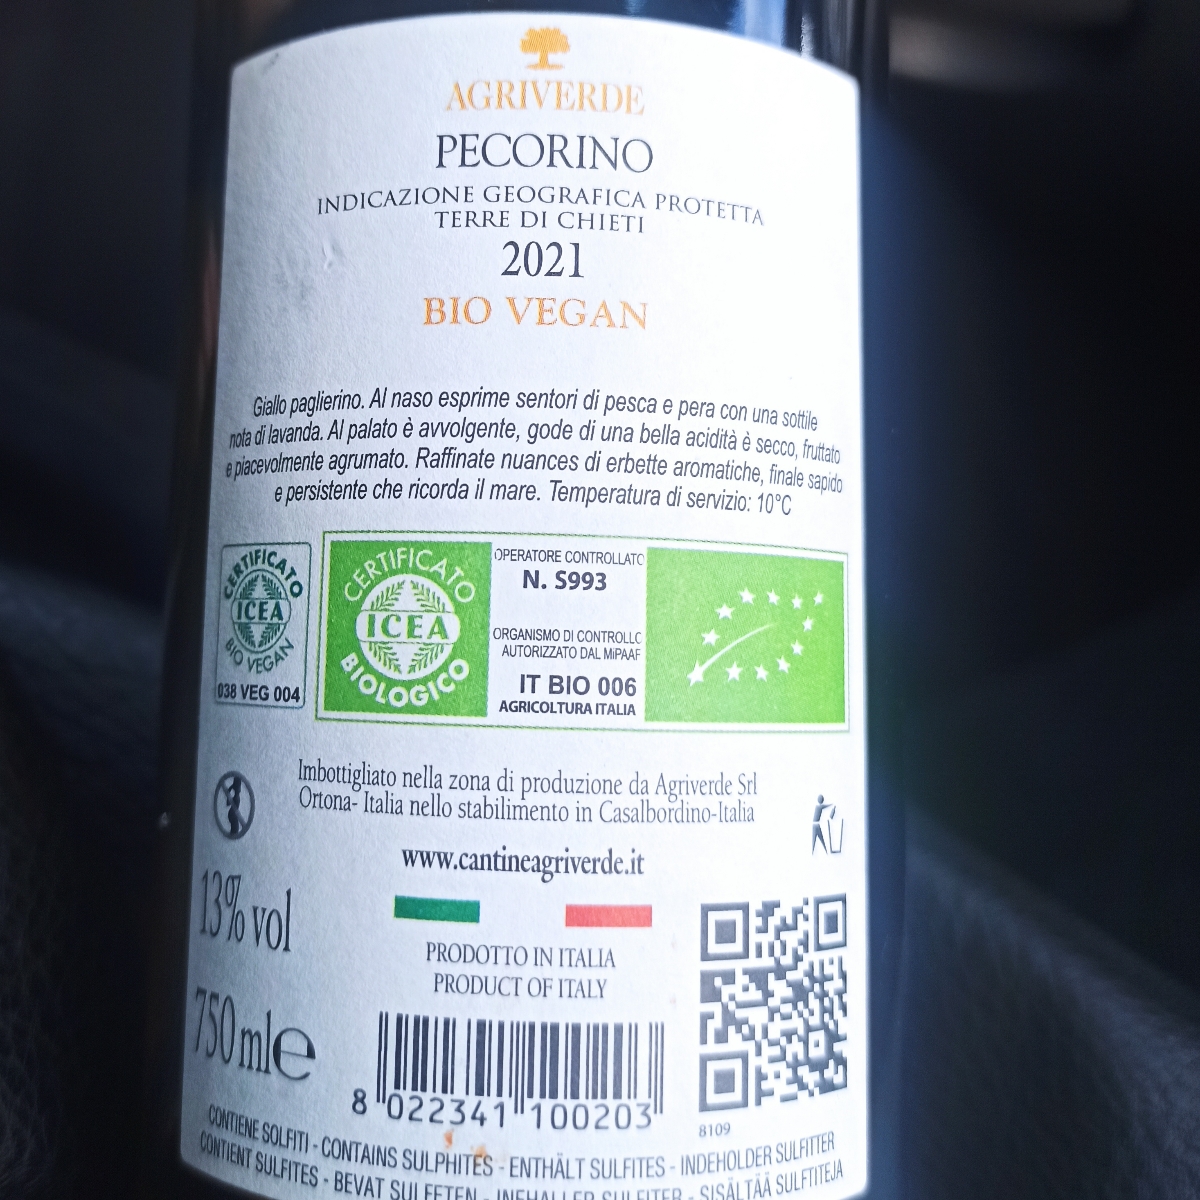 AGRIVERDE
PECORINO
INDICAZIONE GEOGRAFICA PROTETTA
TERRE DI CHIETI
2021
BIO VEGAN
Giallo paglierino. Al naso esprime sentori di pesca e pera con una sottile
nota di lavanda. Al palato è avvolgente, gode di una bella acidità è secco, fruttato
e piacevolmente agrumato. Raffinate nuances di erbette aromatiche, finale sapido
e persistente che ricorda il mare. Temperatura di servizio: 10°C
CERTIFICATO
ICEA
BIO VEGAN
038 VEG 004
CERTIFICATO
ICEA
BIOLOGICO
OPERATORE CONTROLLATO
N. S993
ORGANISMO DI CONTROLLO
AUTORIZZATO DAL MiPAAF
IT BIO 006
AGRICOLTURA ITALIA
Imbottigliato nella zona di produzione da Agriverde Srl
Ortona- Italia nello stabilimento in Casalbordino-Italia
www.cantineagriverde.it
13% vol
PRODOTTO IN ITALIA
PRODUCT OF ITALY
750 ml e
8 022341 100203
8109
CONTIENE SOLFITI - CONTAINS SULPHITES - ENTHÄLT SULFITES - INDEHOLDER SULFITTER
CONTIENT SULFITES - BEVAT SULFETEN - INEHALLER SULFITER - SISÄLTÄÄ SULFTITEJA